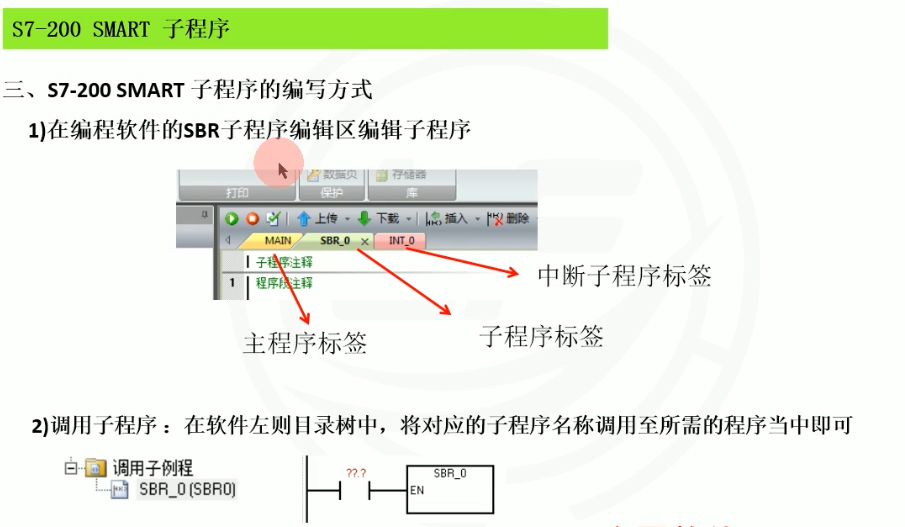 S7-200 SMART 子程序
三、S7-200 SMART 子程序的编写方式
1)在编程软件的SBR子程序编辑区编辑子程序
数据页 存储器
打印 保护 库
上传 下载 插入 删除
MAIN SBR_0 × INT_0
子程序注释
1 程序段注释
中断子程序标签
主程序标签 子程序标签
2)调用子程序：在软件左则目录树中，将对应的子程序名称调用至所需的程序当中即可
调用子例程
SBR_0 (SBR0)
??.? SBR_0
EN